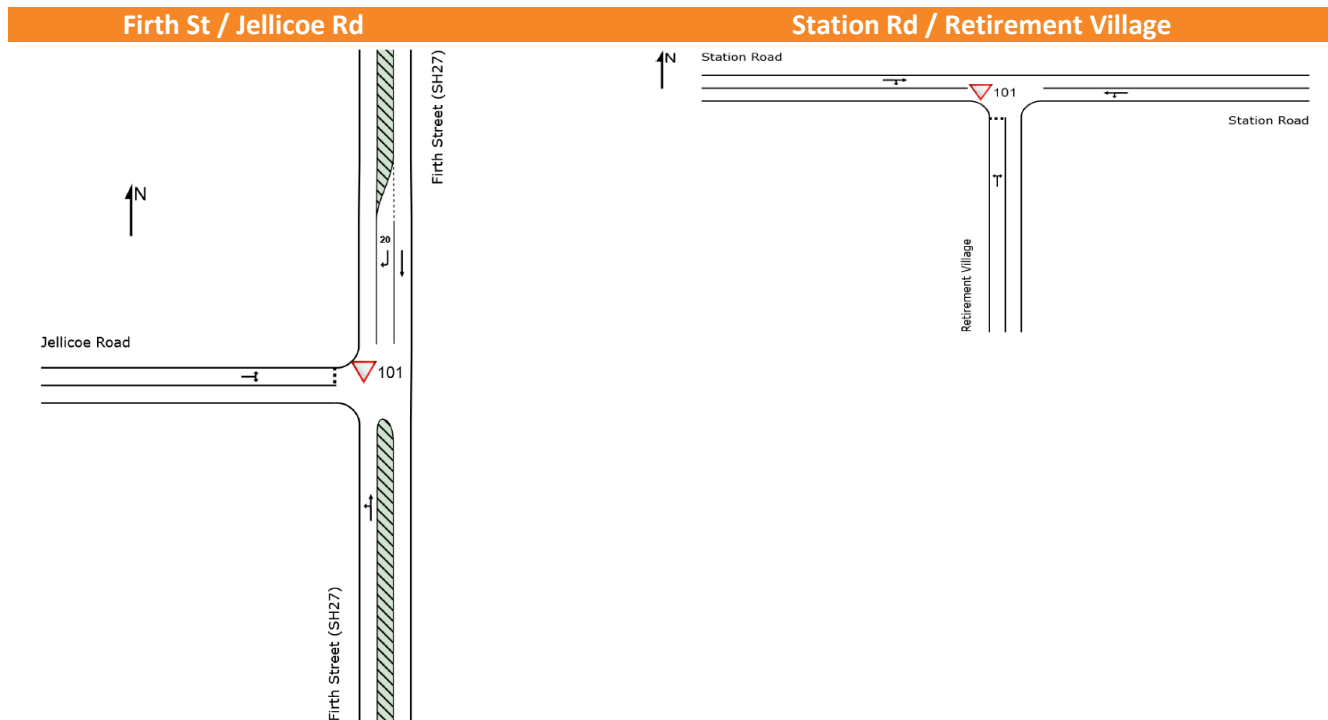 Firth St / Jellicoe Rd
Station Rd / Retirement Village
N
Firth Street (SH27)
20
Jellicoe Road
101
Firth Street (SH27)
N
Station Road
101
Station Road
Retirement Village